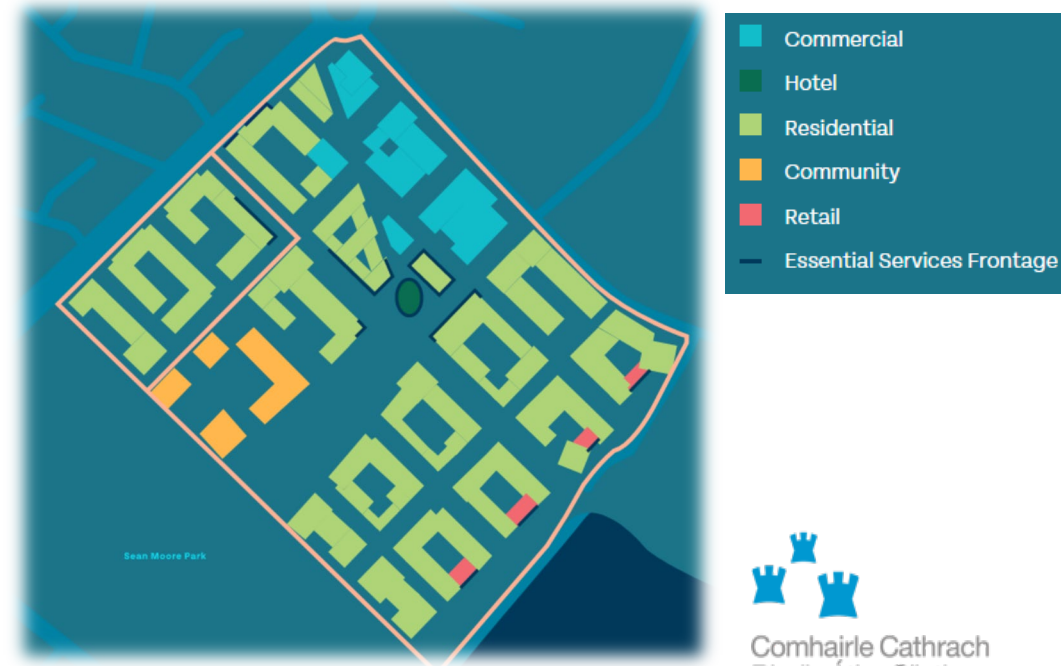 Commercial
Hotel
Residential
Community
Retail
Essential Services Frontage
Sean Moore Park
Comhairle Cathrach